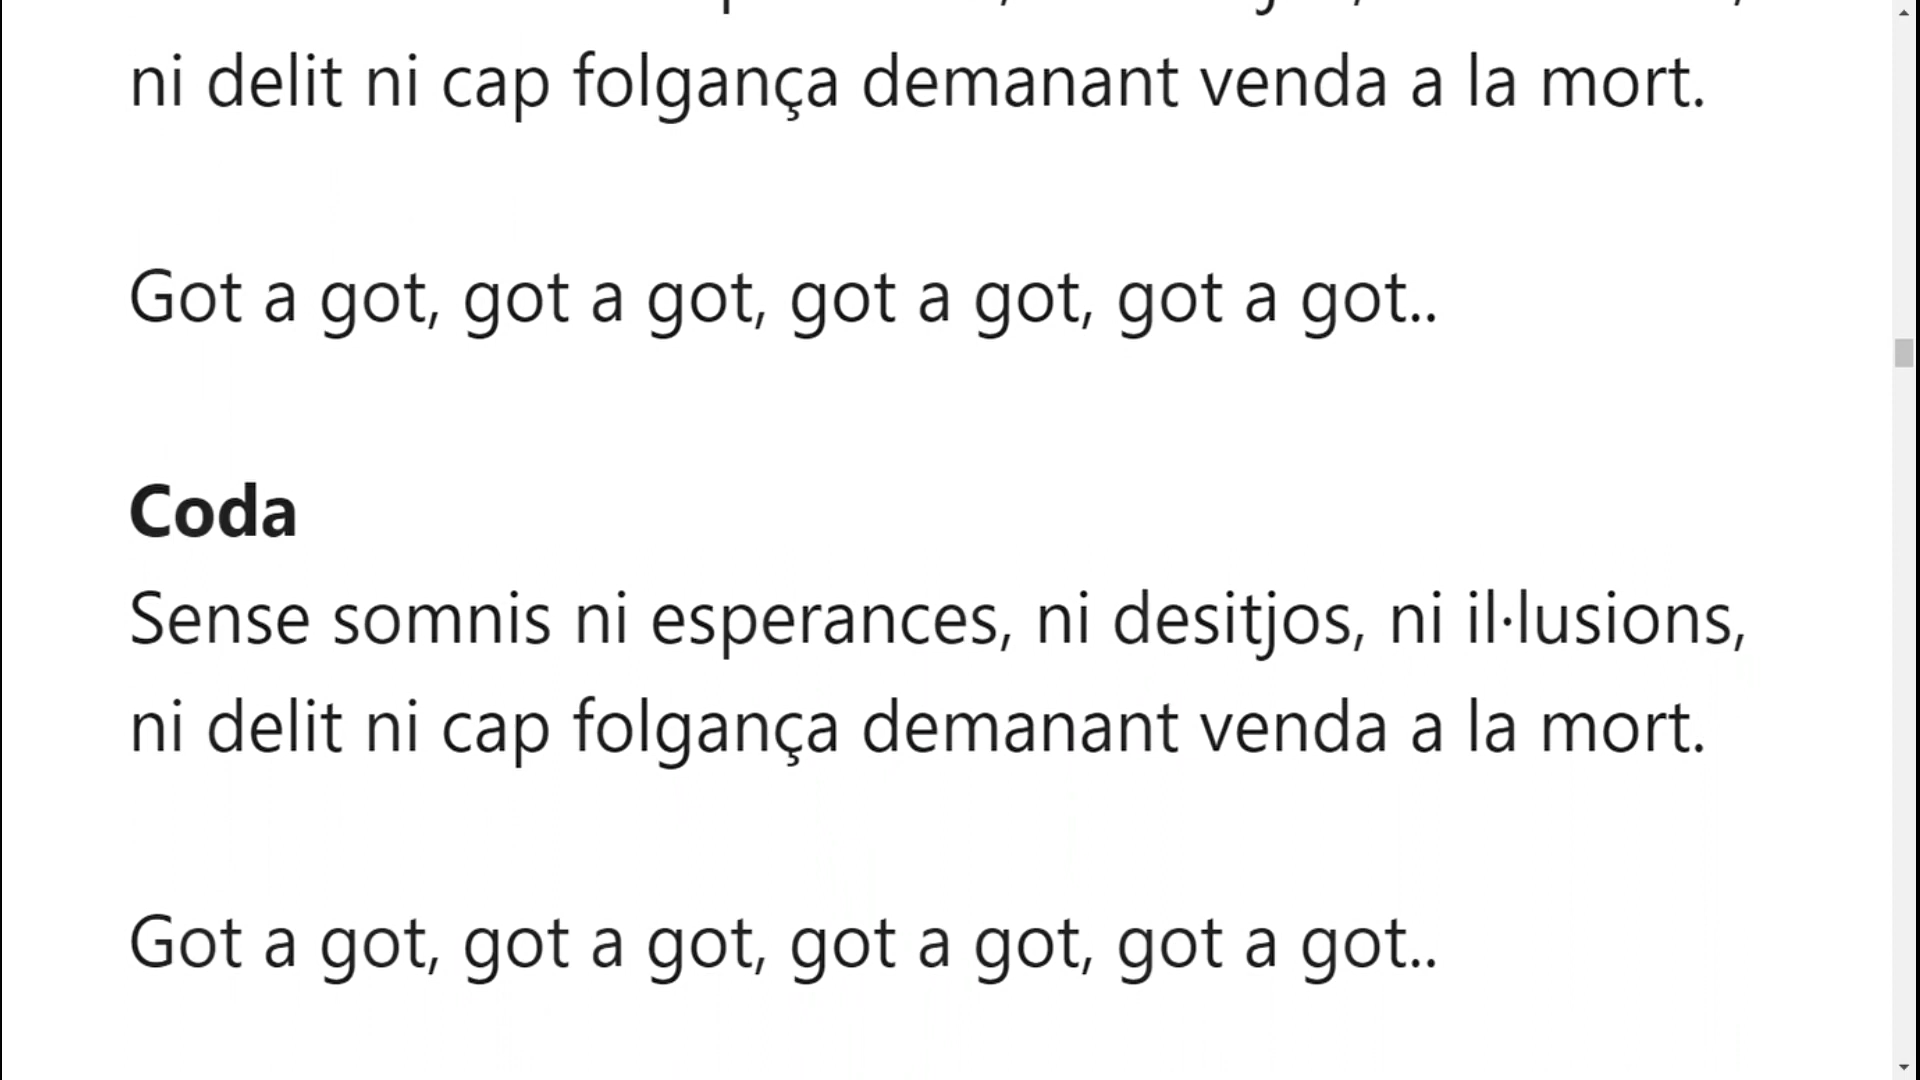 ni delit ni cap folgança demanant venda a la mort.
Got a got, got a got, got a got, got a got..
Coda
Sense somnis ni esperances, ni desitjos, ni il·lusions,
ni delit ni cap folgança demanant venda a la mort.
Got a got, got a got, got a got, got a got..